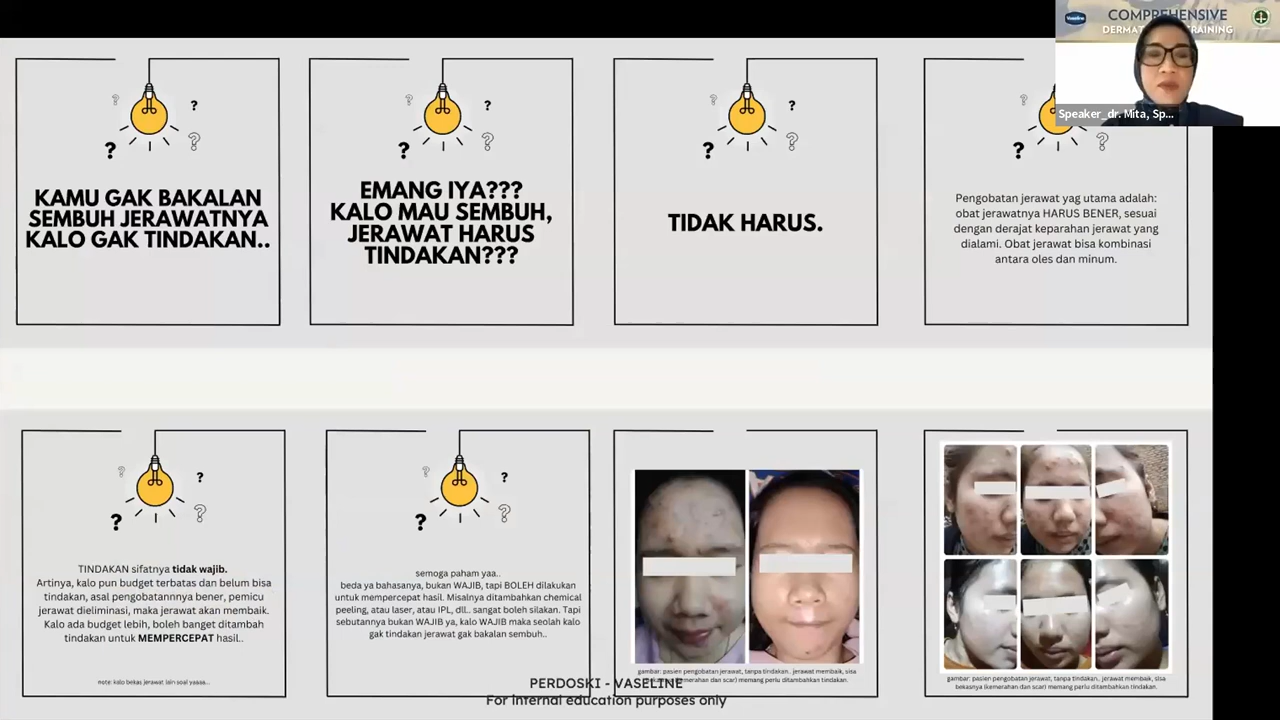 Vaseline
COMPREHENSIVE
Speaker_dr. Mita, Sp...
KAMU GAK BAKALAN
SEMBUH JERAWATNYA
KALO GAK TINDAKAN..
EMANG IYA???
KALO MAU SEMBUH,
JERAWAT HARUS
TINDAKAN???
TIDAK HARUS.
Pengobatan jerawat yag utama adalah:
obat jerawatnya HARUS BENER, sesuai
dengan derajat keparahan jerawat yang
dialami. Obat jerawat bisa kombinasi
antara oles dan minum.
TINDAKAN sifatnya tidak wajib.
Artinya, kalo pun budget terbatas dan belum bisa
tindakan, asal pengobatannnya bener, pemicu
jerawat dieliminasi, maka jerawat akan membaik.
Kalo ada budget lebih, boleh banget ditambah
tindakan untuk MEMPERCEPAT hasil..
note: kalo bekas jerawat lain soal yaaaa...
semoga paham yaa..
beda ya bahasanya, bukan WAJIB, tapi BOLEH dilakukan
untuk mempercepat hasil. Misalnya ditambahkan chemical
peeling, atau laser, atau IPL, dll.. sangat boleh silakan. Tapi
sebutannya bukan WAJIB ya, kalo WAJIB maka seolah kalo
gak tindakan jerawat gak bakalan sembuh..
gambar: pasien pengobatan jerawat, tanpa tindakan.. jerawat membaik, sisa
(kemerahan dan scar) memang perlu ditambahkan tindakan.
gambar: pasien pengobatan jerawat, tanpa tindakan.. jerawat membaik, sisa
bekasnya (kemerahan dan scar) memang perlu ditambahkan tindakan.
PERDOSKI - VASELINE
For internal education purposes only